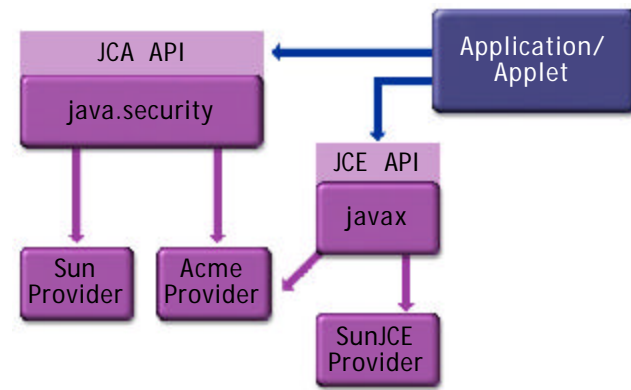 JCA API
java.security
Application/
Applet
JCE API
javax
Sun
Provider
Acme
Provider
SunJCE
Provider